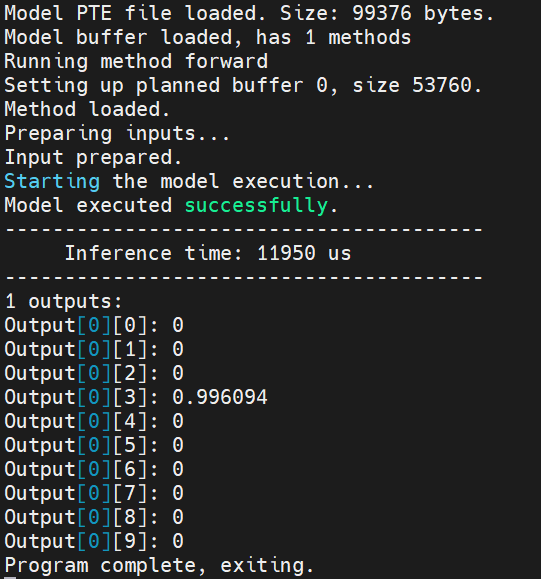 Model PTE file loaded. Size: 99376 bytes.
Model buffer loaded, has 1 methods
Running method forward
Setting up planned buffer 0, size 53760.
Method loaded.
Preparing inputs...
Input prepared.
Starting the model execution...
Model executed successfully.
----------------------------------------
     Inference time: 11950 us
----------------------------------------
1 outputs:
Output[0][0]: 0
Output[0][1]: 0
Output[0][2]: 0
Output[0][3]: 0.996094
Output[0][4]: 0
Output[0][5]: 0
Output[0][6]: 0
Output[0][7]: 0
Output[0][8]: 0
Output[0][9]: 0
Program complete, exiting.